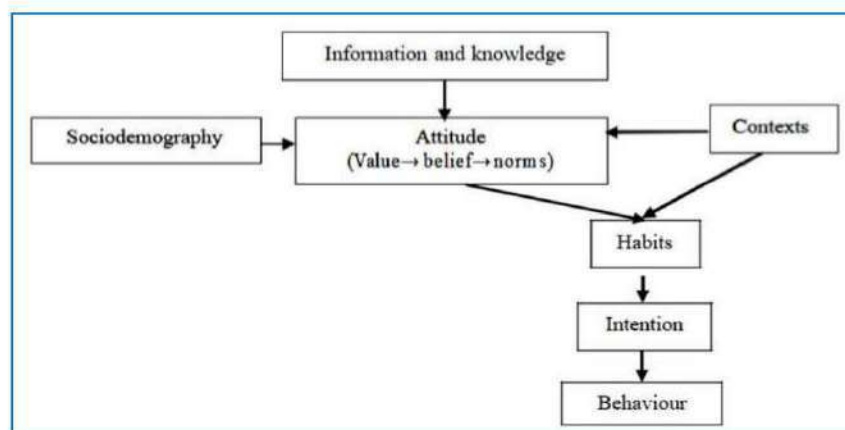 Information and knowledge
Sociodemography
Attitude
(Value→ belief→ norms)
Contexts
Habits
Intention
Behaviour